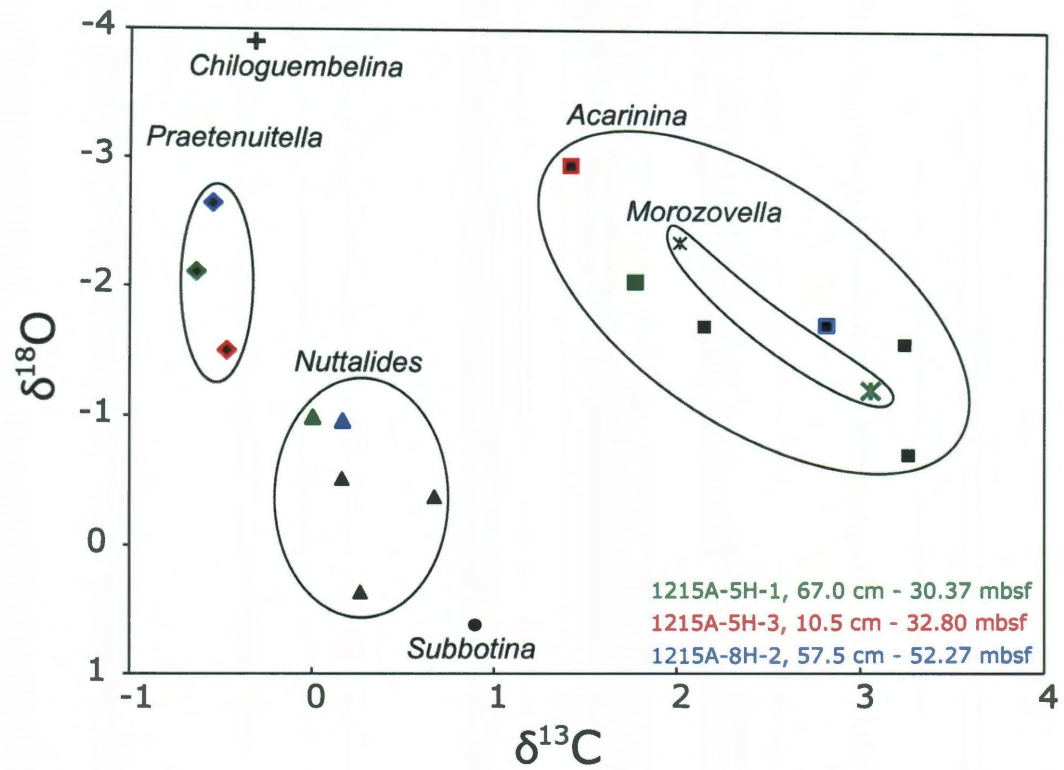 -4
Chiloguembelina
Praetenuitella
Acarinina
-3
Morozovella
-2
δ18O
Nuttalides
-1
0
1215A-5H-1, 67.0 cm - 30.37 mbsf
1215A-5H-3, 10.5 cm - 32.80 mbsf
Subbotina
1215A-8H-2, 57.5 cm - 52.27 mbsf
1
-1 0 1 2 3 4
δ13C